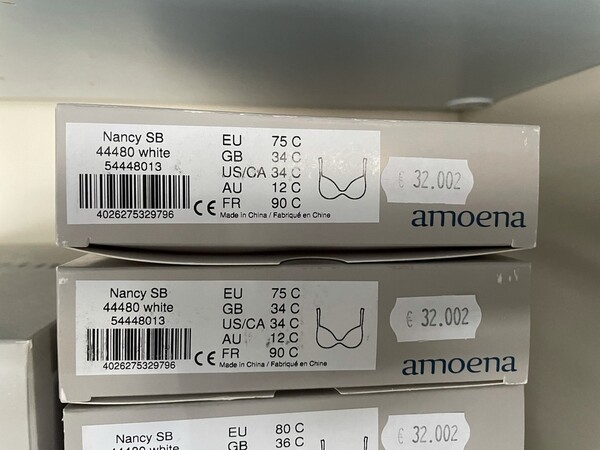 Nancy SB
44480 white
54448013
4026275329796
EU 75 C
GB 34 C
US/CA 34 C
AU 12 C
FR 90 C
CE Made in China / Fabriqué en Chine
€ 32.002
amoena
Nancy SB
44480 white
54448013
4026275329796
EU 75 C
GB 34 C
US/CA 34 C
AU 12 C
FR 90 C
CE Made in China / Fabriqué en Chine
€ 32.002
amoena
Nancy SB
44480 white
EU 80 C
GB 36 C
€ 32.002